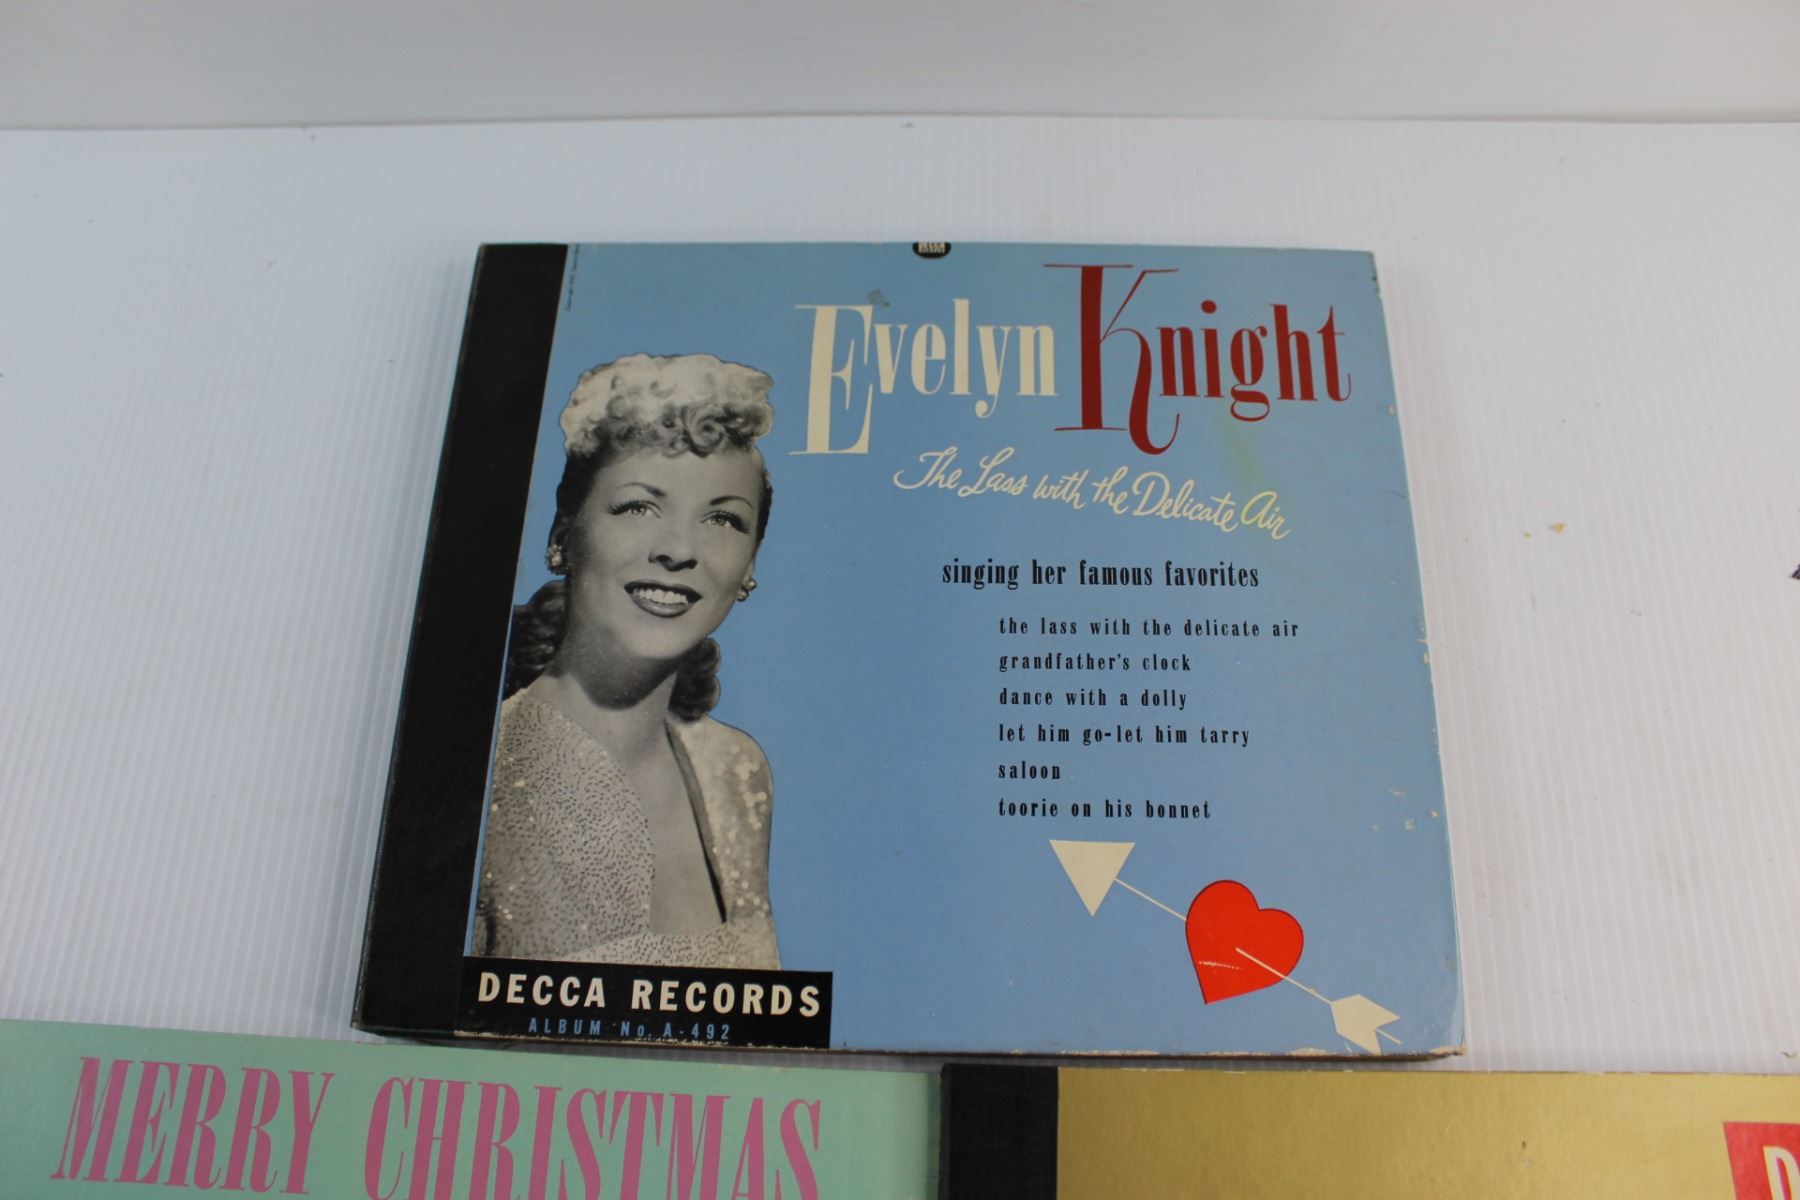 DECCA
RECORDS
Evelyn Knight
The Lass with the Delicate Air
singing her famous favorites
the lass with the delicate air
grandfather's clock
dance with a dolly
let him go-let him tarry
saloon
toorie on his bonnet
DECCA RECORDS
ALBUM No. A-492
MERRY CHRISTMAS
D